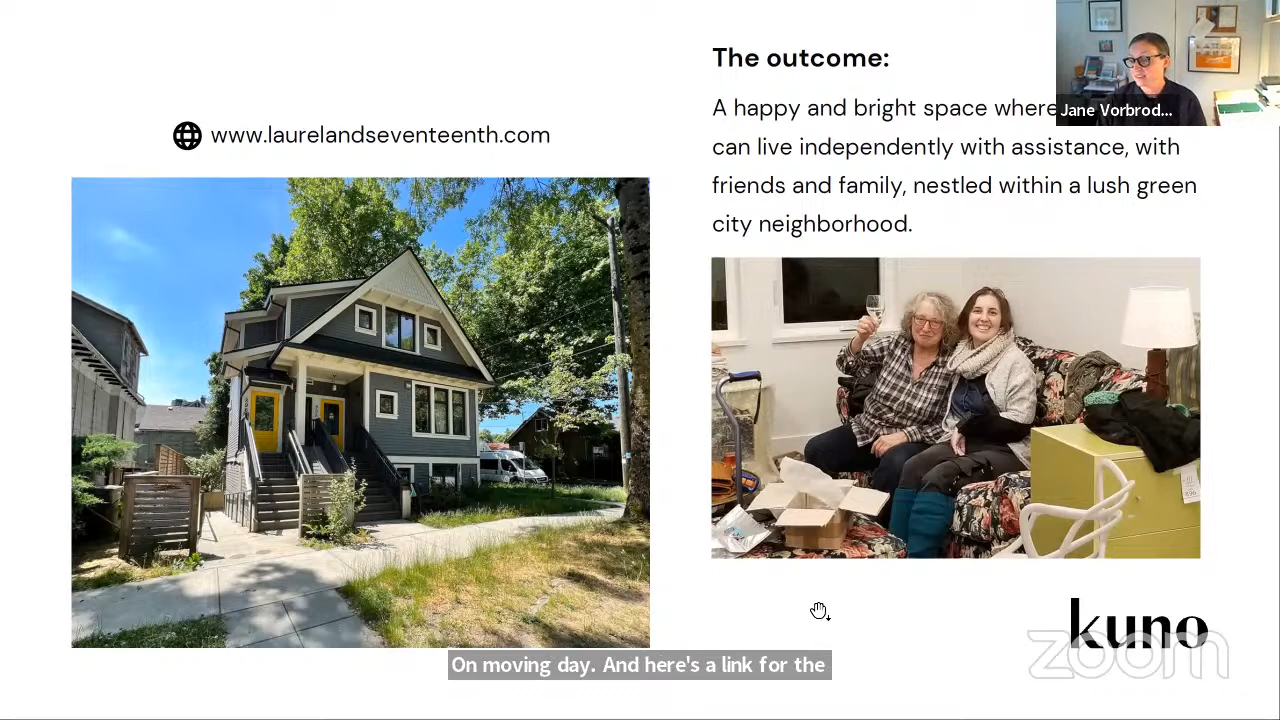 The outcome:
A happy and bright space where
can live independently with assistance, with
friends and family, nestled within a lush green
city neighborhood.
Jane Vorbrod...
www.laurelandseventeenth.com
kuno
zoom
On moving day. And here's a link for the